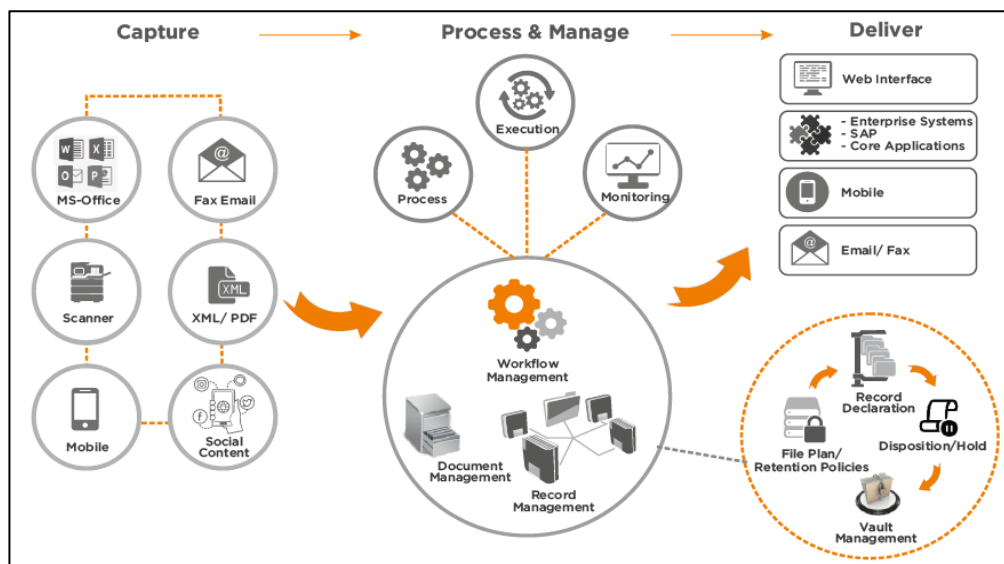 Capture
Process & Manage
Deliver
W
X
O
P
MS-Office
@
Fax Email
Scanner
XML
XML/ PDF
Mobile
Social
Content
Execution
Process
Monitoring
Workflow
Management
Document
Management
Record
Management
Web Interface
- Enterprise Systems
- SAP
- Core Applications
Mobile
@
Email/ Fax
Record
Declaration
File Plan/
Retention Policies
Disposition/Hold
Vault
Management